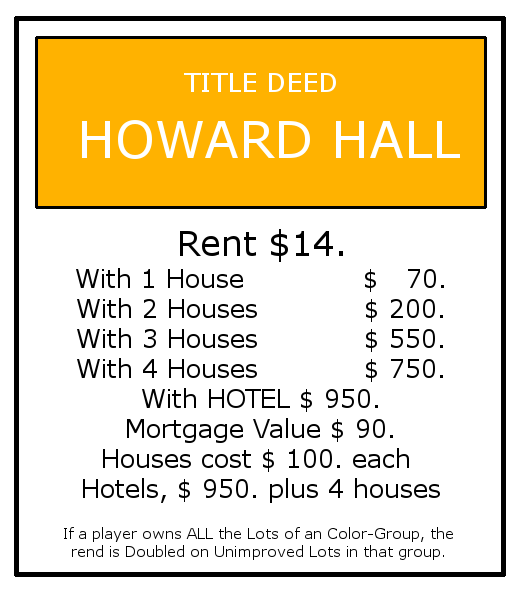 TITLE DEED
HOWARD HALL
Rent $14.
With 1 House $ 70.
With 2 Houses $ 200.
With 3 Houses $ 550.
With 4 Houses $ 750.
With HOTEL $ 950.
Mortgage Value $ 90.
Houses cost $ 100. each
Hotels, $ 950. plus 4 houses
If a player owns ALL the Lots of an Color-Group, the
rend is Doubled on Unimproved Lots in that group.